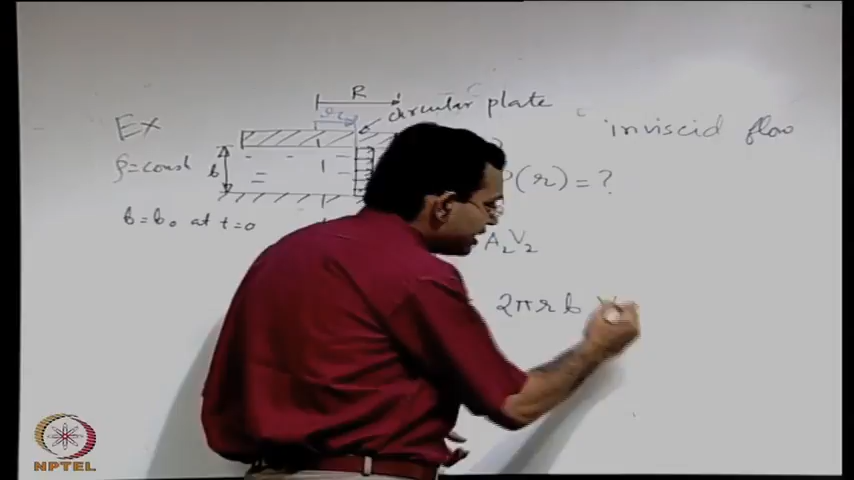 Ex
R
r
circular plate
inviscid flow
ρ=const
b
(r) = ?
b=b₀ at t=0
A₂V₂
2πrb
NPTEL